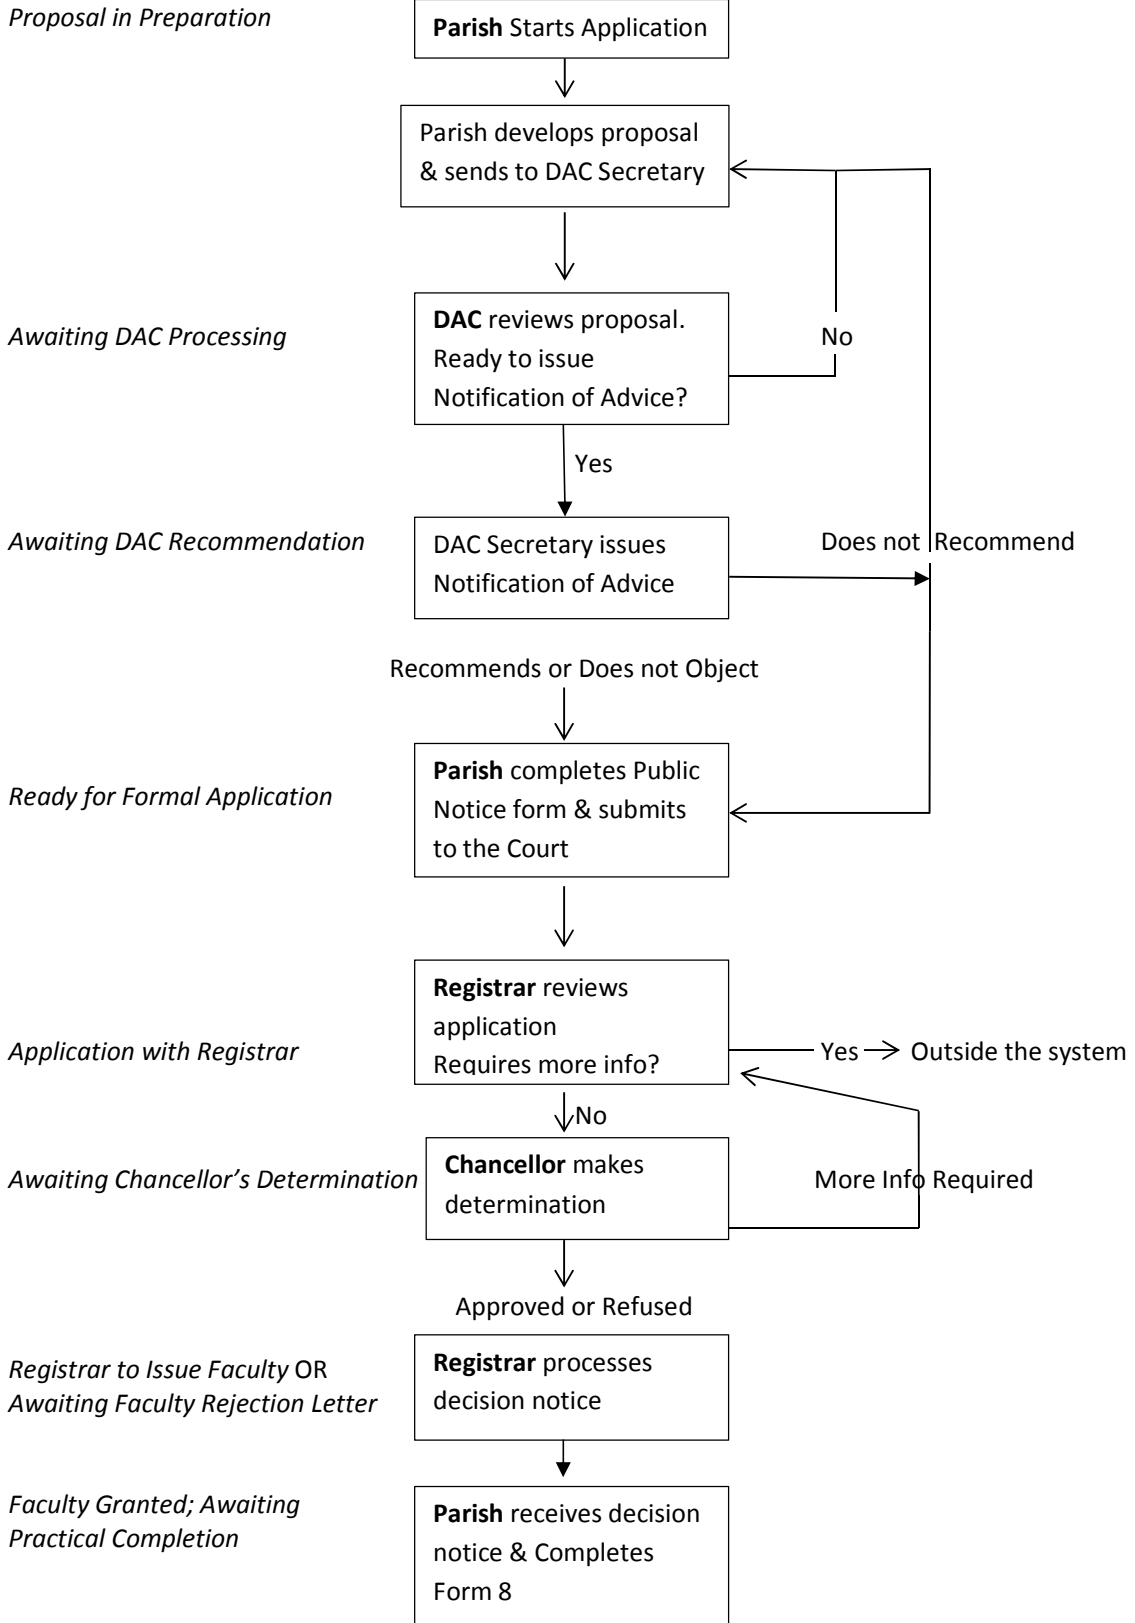 Proposal in Preparation
Parish Starts Application
Parish develops proposal
& sends to DAC Secretary
Awaiting DAC Processing
DAC reviews proposal.
Ready to issue
Notification of Advice?
No
Yes
Awaiting DAC Recommendation
DAC Secretary issues
Notification of Advice
Does not Recommend
Recommends or Does not Object
Ready for Formal Application
Parish completes Public
Notice form & submits
to the Court
Application with Registrar
Registrar reviews
application
Requires more info?
Yes
Outside the system
No
Awaiting Chancellor's Determination
Chancellor makes
determination
More Info Required
Approved or Refused
Registrar to Issue Faculty OR
Awaiting Faculty Rejection Letter
Registrar processes
decision notice
Faculty Granted; Awaiting
Practical Completion
Parish receives decision
notice & Completes
Form 8